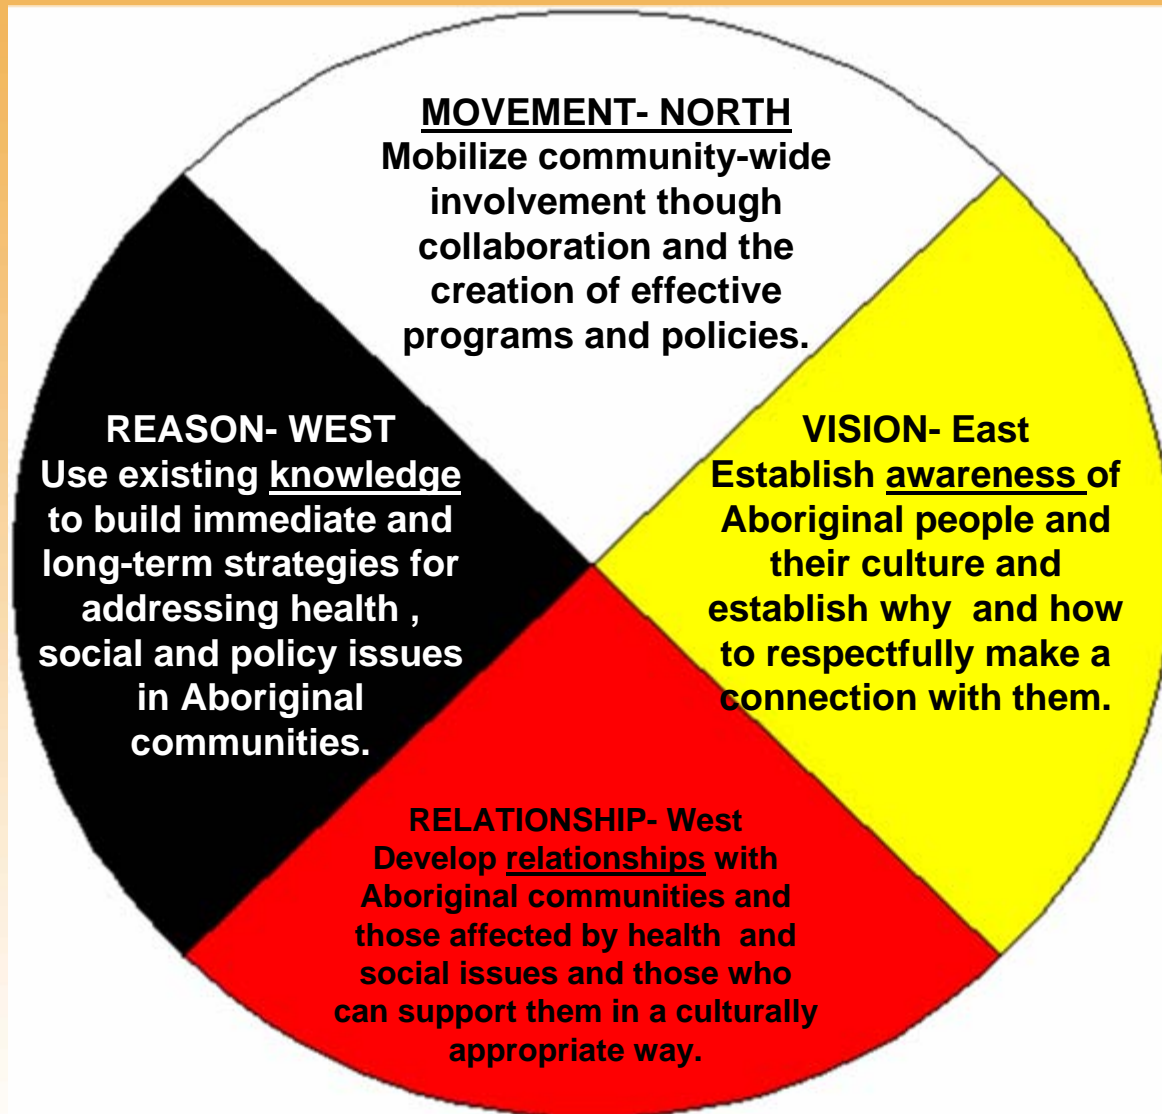 MOVEMENT- NORTH
Mobilize community-wide
involvement though
collaboration and the
creation of effective
programs and policies.
REASON- WEST
Use existing knowledge
to build immediate and
long-term strategies for
addressing health ,
social and policy issues
in Aboriginal
communities.
VISION- East
Establish awareness of
Aboriginal people and
their culture and
establish why  and how
to respectfully make a
connection with them.
RELATIONSHIP- West
Develop relationships with
Aboriginal communities and
those affected by health  and
social issues and those who
can support them in a culturally
appropriate way.